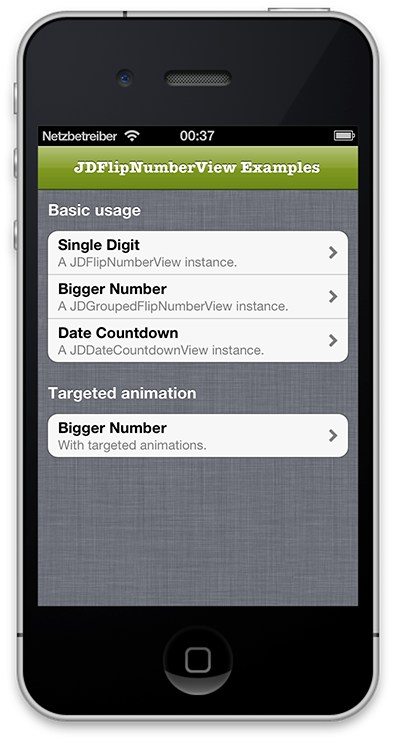 Netzbetreiber 00:37
JDFlipNumberView Examples
Basic usage
Single Digit
A JDFlipNumberView instance.
Bigger Number
A JDGroupedFlipNumberView instance.
Date Countdown
A JDDateCountdownView instance.
Targeted animation
Bigger Number
With targeted animations.